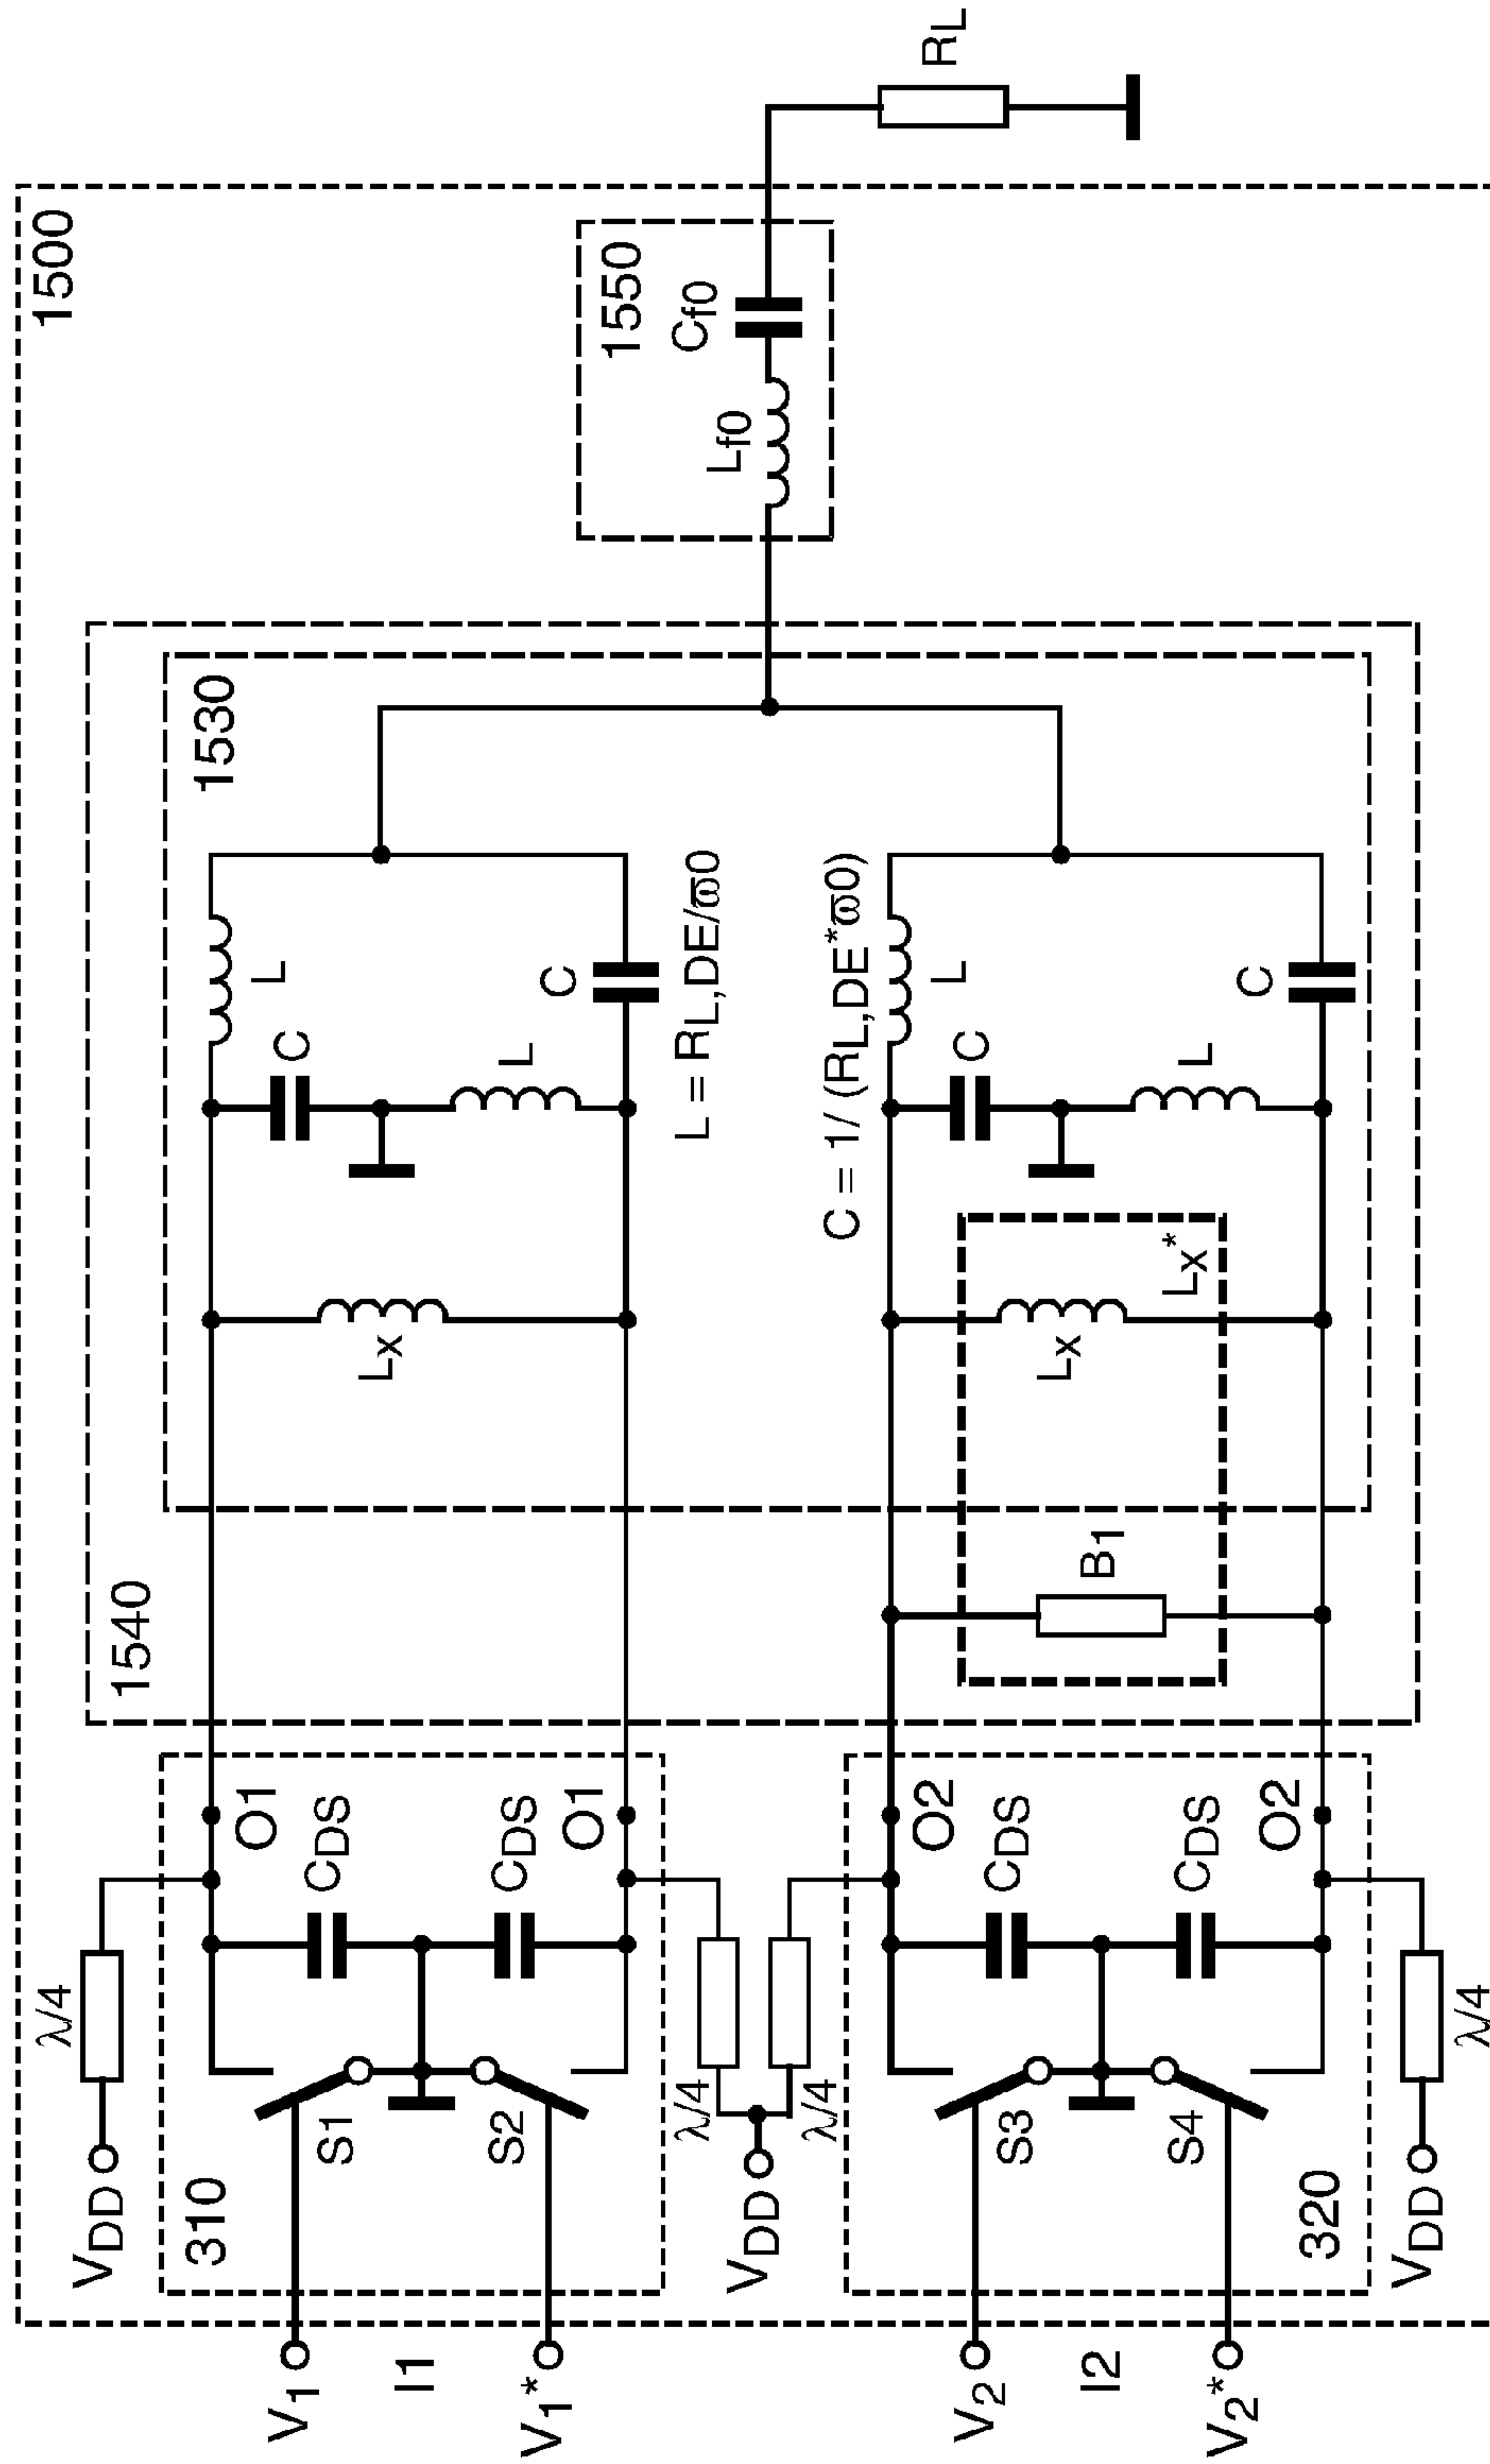 1500
1540
1530
1550
VDD
λ/4
310
V1
I1
V1*
S1
S2
CDS
CDS
O1
O1
LX
C
L
L
C
L = RL,DE/ϖ0
Lf0
Cf0
RL
VDD
λ/4
λ/4
C = 1/ (RL,DE*ϖ0)
V2
I2
V2*
S3
S4
320
CDS
CDS
O2
O2
B1
LX
LX*
C
L
L
C
VDD
λ/4